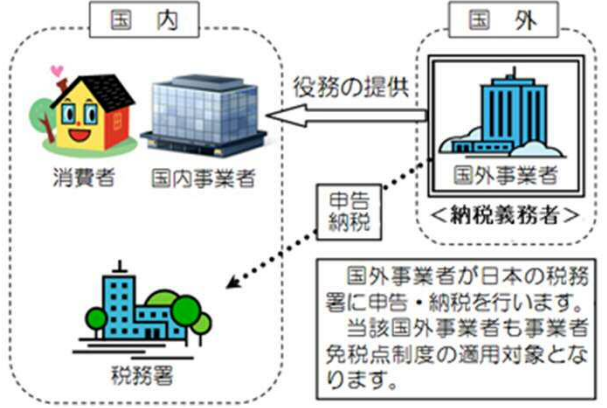 国内
国外
役務の提供
消費者
国内事業者
国外事業者
＜納税義務者＞
申告
納税
税務署
国外事業者が日本の税務
署に申告・納税を行います。
当該国外事業者も事業者
免税点制度の適用対象とな
ります。